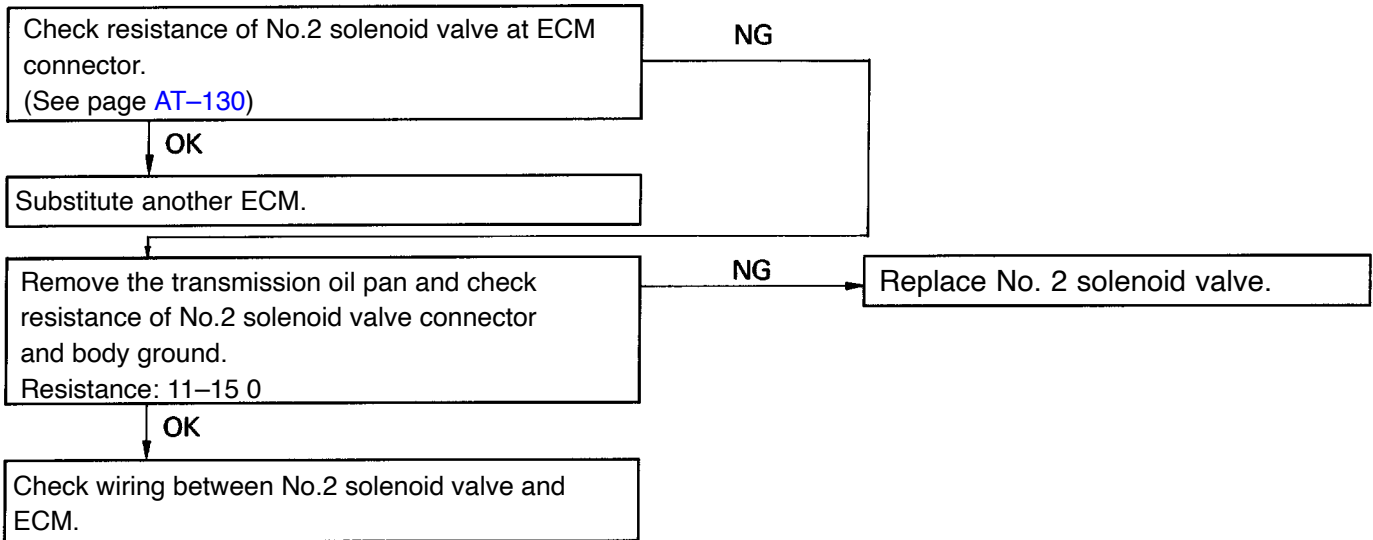 Check resistance of No.2 solenoid valve at ECM
connector.
(See page AT–130)
NG
OK
Substitute another ECM.
Remove the transmission oil pan and check
resistance of No.2 solenoid valve connector
and body ground.
Resistance: 11–15 0
NG
Replace No. 2 solenoid valve.
OK
Check wiring between No.2 solenoid valve and
ECM.